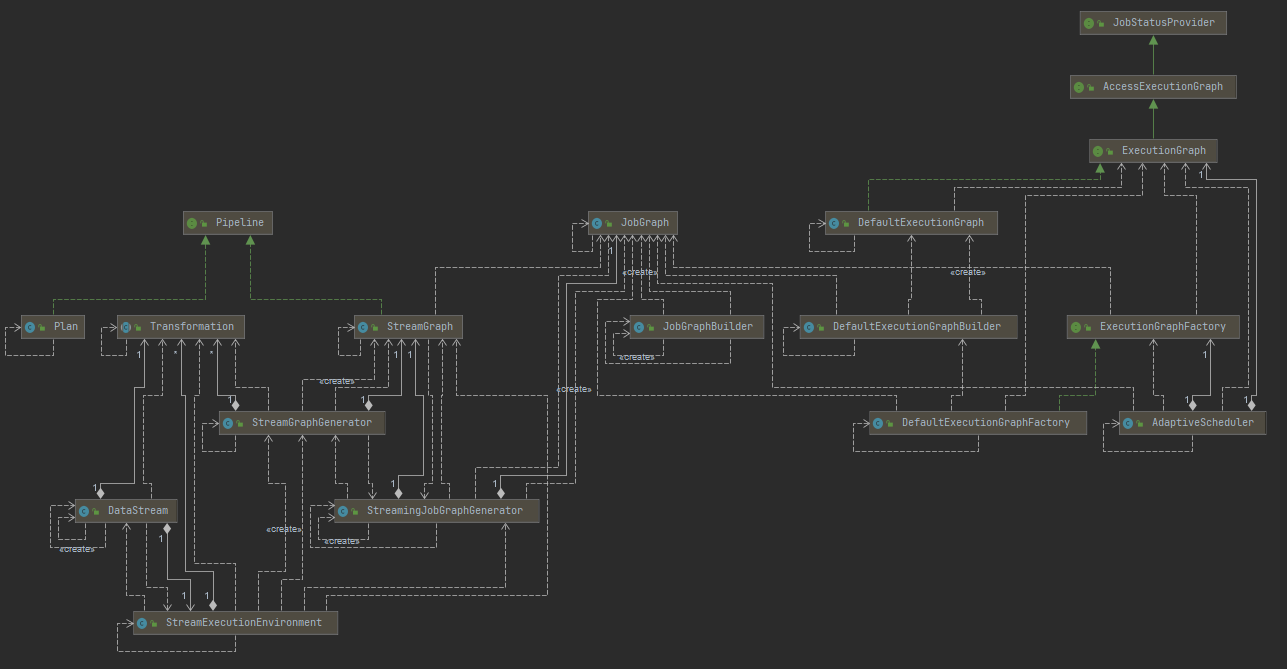 JobStatusProvider
AccessExecutionGraph
ExecutionGraph
1
Pipeline
JobGraph
DefaultExecutionGraph
1
«create»
«create»
Plan
Transformation
StreamGraph
JobGraphBuilder
DefaultExecutionGraphBuilder
ExecutionGraphFactory
1
*
*
1
1
«create»
1
«create»
«create»
1
1
1
1
StreamGraphGenerator
DefaultExecutionGraphFactory
AdaptiveScheduler
1
1
1
DataStream
StreamingJobGraphGenerator
«create»
1
«create»
«create»
1
1
StreamExecutionEnvironment